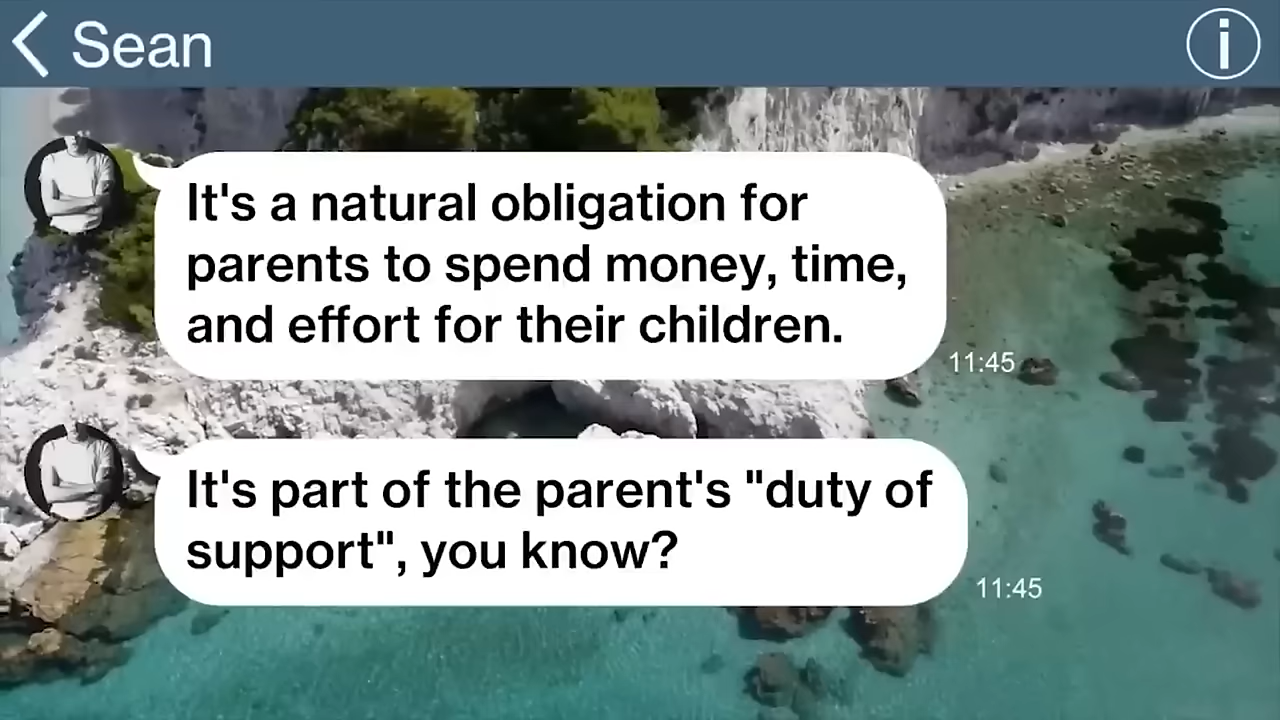 Sean
It's a natural obligation for
parents to spend money, time,
and effort for their children.
11:45
It's part of the parent's "duty of
support", you know?
11:45